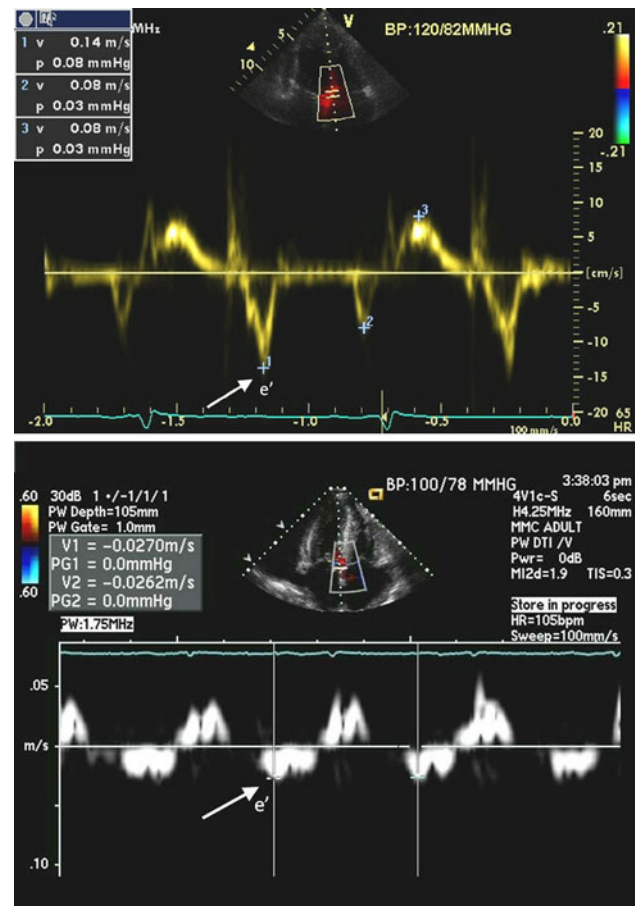 1 v 0.14 m/s
p 0.08 mmHg
2 v 0.08 m/s
p 0.03 mmHg
3 v 0.08 m/s
p 0.03 mmHg
MHz
5
10
V
BP:120/82MMHG
.21
-.21
20
15
10
5
[cm/s]
-5
-10
-15
-20
3
2
1
e'
-2.0
-1.5
-1.0
-0.5
0.0
100 mm/s
65
HR
.60
.60
30dB 1 •/-1/1/1
PW Depth=105mm
PW Gate= 1.0mm
V1 = -0.0270m/s
PG1 = 0.0mmHg
V2 = -0.0262m/s
PG2 = 0.0mmHg
PW:1.75MHz
BP:100/78 MMHG
3:38:03 pm
4V1c-S 6sec
H4.25MHz 160mm
MMC ADULT
PW DTI /V
Pwr= 0dB
MI2d=1.9 TIS=0.3
Store in progress
HR=105bpm
Sweep=100mm/s
.05
m/s
.10
e'